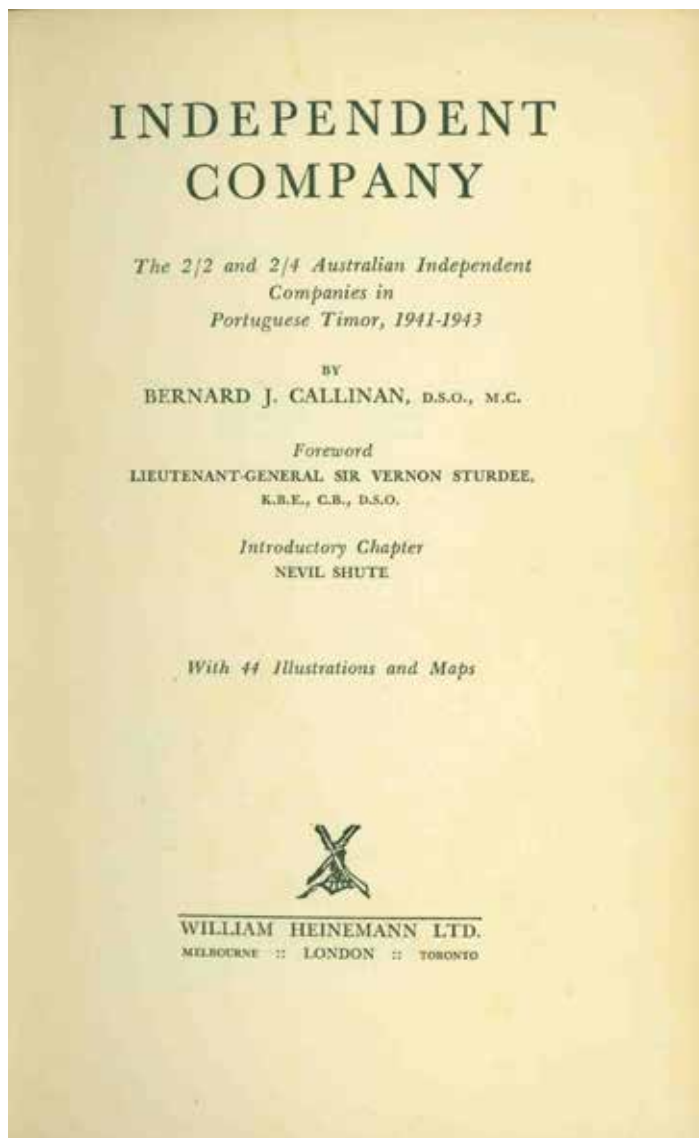 INDEPENDENT
COMPANY
The 2/2 and 2/4 Australian Independent
Companies in
Portuguese Timor, 1941-1943
BY
BERNARD J. CALLINAN, D.S.O., M.C.
Foreword
LIEUTENANT-GENERAL SIR VERNON STURDEE,
K.B.E., C.B., D.S.O.
Introductory Chapter
NEVIL SHUTE
With 44 Illustrations and Maps
WILLIAM HEINEMANN LTD.
MELBOURNE :: LONDON :: TORONTO